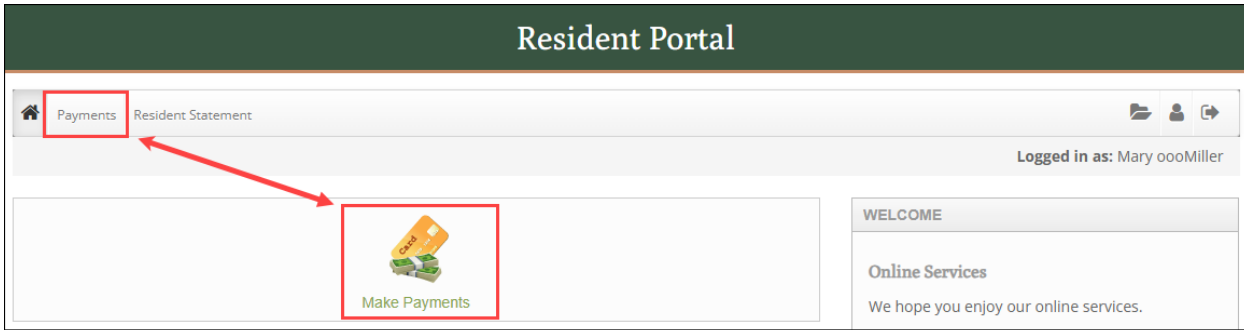 Resident Portal
Payments Resident Statement
Logged in as: Mary oooMiller
Card
Make Payments
WELCOME
Online Services
We hope you enjoy our online services.